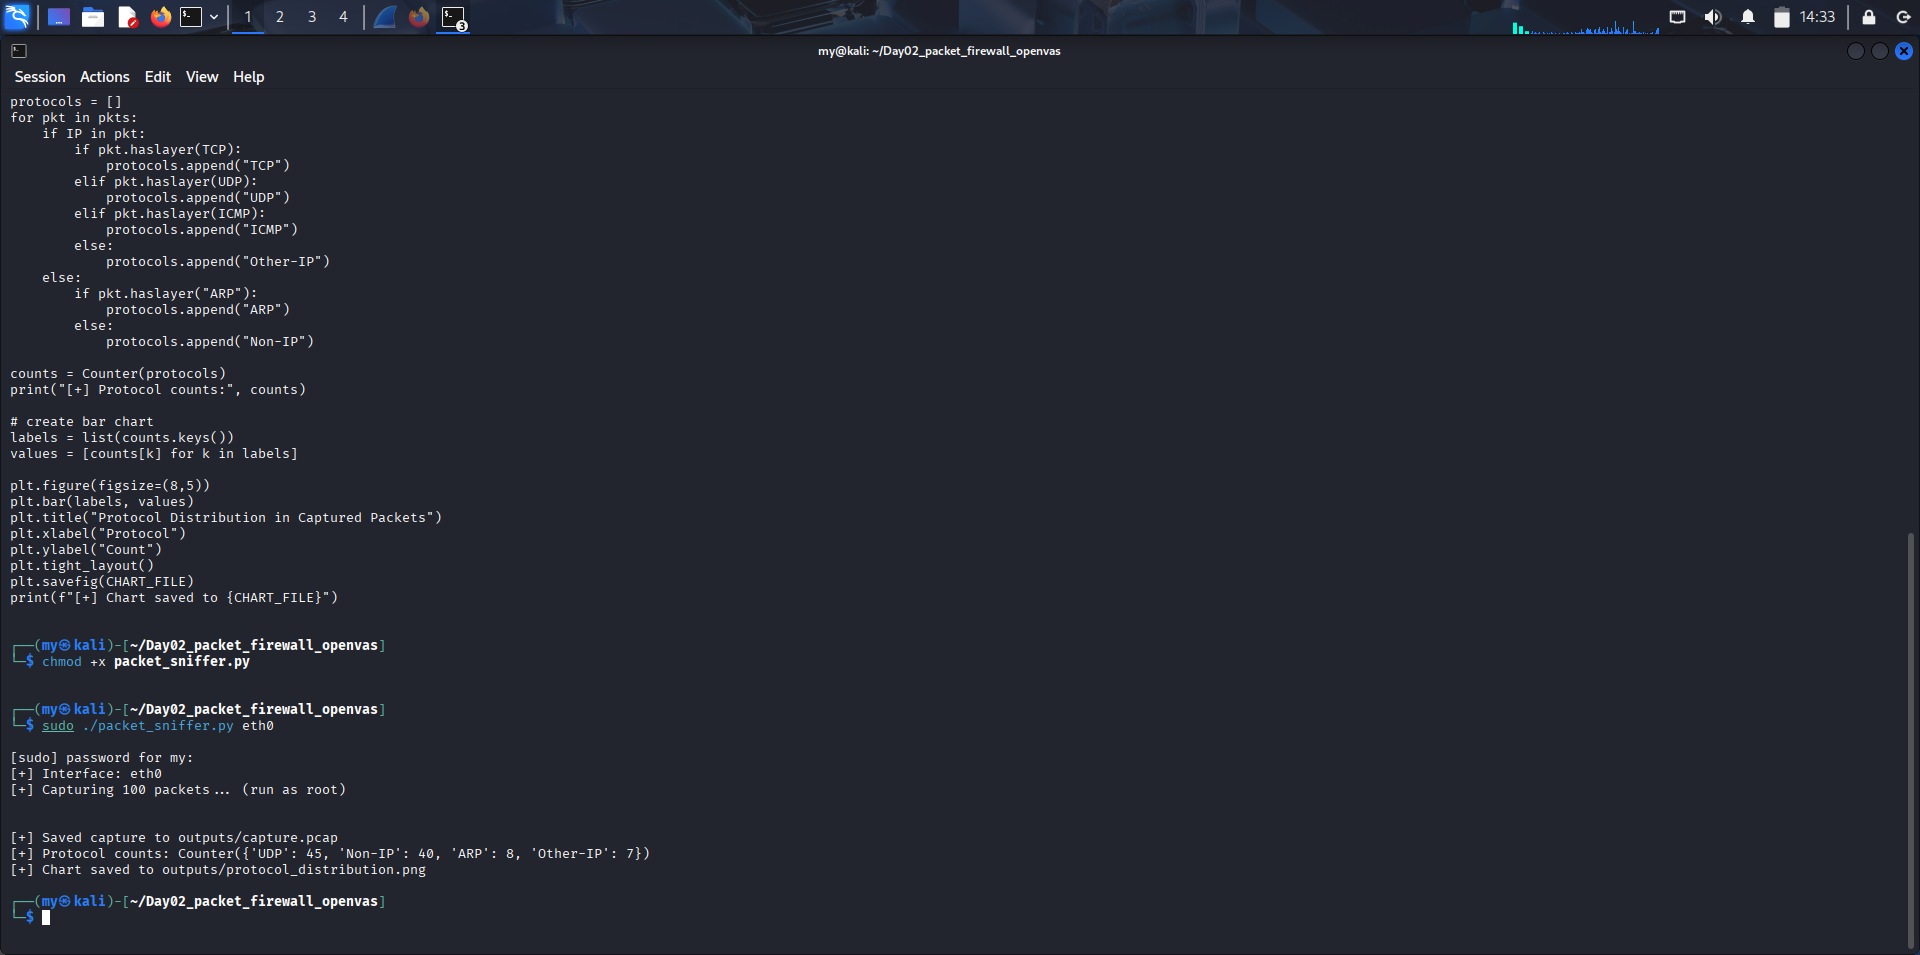 1 2 3 4 3 14:33
my@kali: ~/Day02_packet_firewall_openvas
Session Actions Edit View Help
protocols = []
for pkt in pkts:
    if IP in pkt:
        if pkt.haslayer(TCP):
            protocols.append("TCP")
        elif pkt.haslayer(UDP):
            protocols.append("UDP")
        elif pkt.haslayer(ICMP):
            protocols.append("ICMP")
        else:
            protocols.append("Other-IP")
    else:
        if pkt.haslayer("ARP"):
            protocols.append("ARP")
        else:
            protocols.append("Non-IP")

counts = Counter(protocols)
print("[+] Protocol counts:", counts)

# create bar chart
labels = list(counts.keys())
values = [counts[k] for k in labels]

plt.figure(figsize=(8,5))
plt.bar(labels, values)
plt.title("Protocol Distribution in Captured Packets")
plt.xlabel("Protocol")
plt.ylabel("Count")
plt.tight_layout()
plt.savefig(CHART_FILE)
print(f"[+] Chart saved to {CHART_FILE}")

┌──(my㉿kali)-[~/Day02_packet_firewall_openvas]
└─$ chmod +x packet_sniffer.py

┌──(my㉿kali)-[~/Day02_packet_firewall_openvas]
└─$ sudo ./packet_sniffer.py eth0

[sudo] password for my:
[+] Interface: eth0
[+] Capturing 100 packets... (run as root)

[+] Saved capture to outputs/capture.pcap
[+] Protocol counts: Counter({'UDP': 45, 'Non-IP': 40, 'ARP': 8, 'Other-IP': 7})
[+] Chart saved to outputs/protocol_distribution.png

┌──(my㉿kali)-[~/Day02_packet_firewall_openvas]
└─$